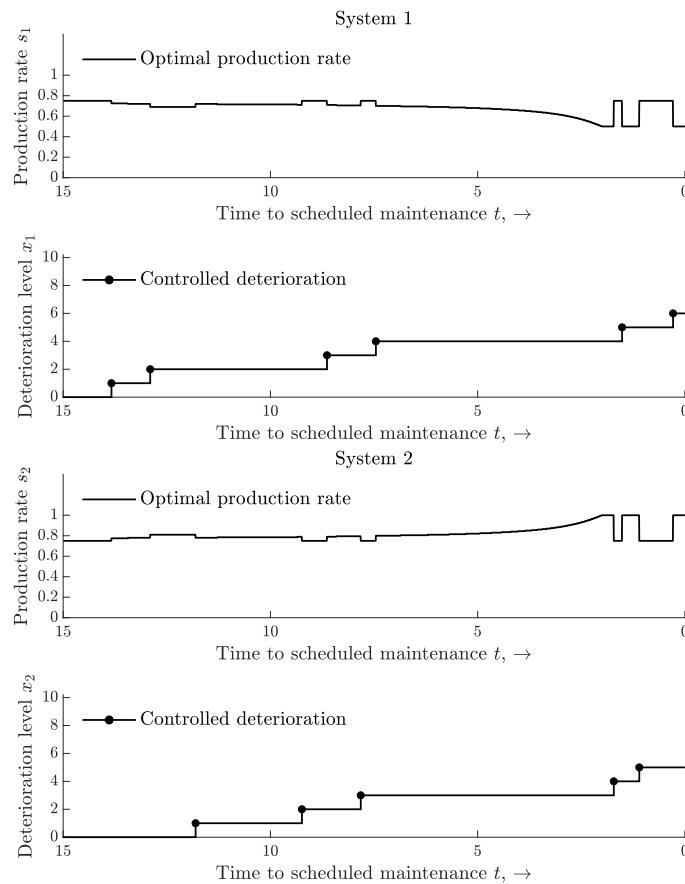 System 1
Production rate s₁
Optimal production rate
1
0.8
0.6
0.4
0.2
0
15 10 5 0
Time to scheduled maintenance t, →
Deterioration level x₁
Controlled deterioration
10
8
6
4
2
0
15 10 5 0
Time to scheduled maintenance t, →
System 2
Production rate s₂
Optimal production rate
1
0.8
0.6
0.4
0.2
0
15 10 5 0
Time to scheduled maintenance t, →
Deterioration level x₂
Controlled deterioration
10
8
6
4
2
0
15 10 5 0
Time to scheduled maintenance t, →